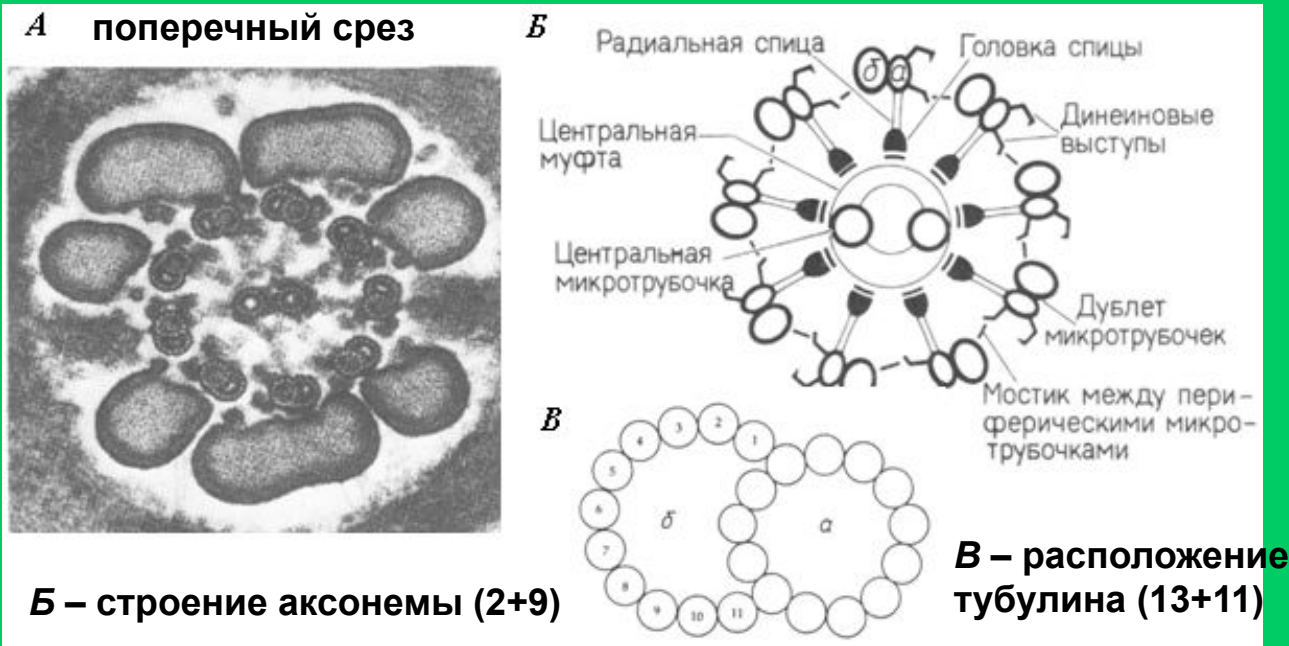 А поперечный срез
Б
Радиальная спица
Головка спицы
б а
Центральная
муфта
Динеиновые
выступы
Центральная
микротрубочка
Дублет
микротрубочек
Мостик между пери-
ферическими микро-
трубочками
В
1
2
3
4
5
6
7
8
9
10
11
б
а
Б – строение аксонемы (2+9)
В – расположение
тубулина (13+11)